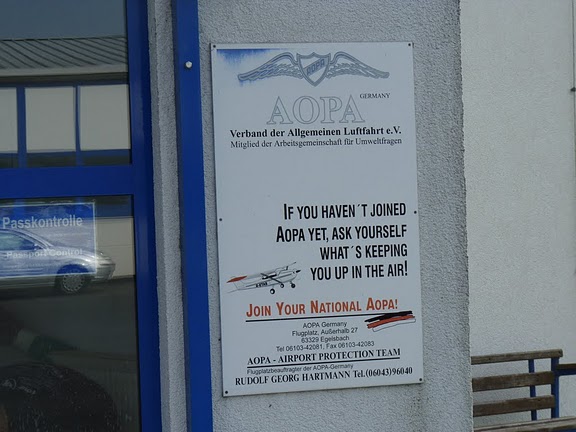 AOPA
GERMANY
AOPA
Verband der Allgemeinen Luftfahrt e.V.
Mitglied der Arbeitsgemeinschaft für Umweltfragen
IF YOU HAVEN´T JOINED
AOPA YET, ASK YOURSELF
WHAT´S KEEPING
YOU UP IN THE AIR!
JOIN YOUR NATIONAL AOPA!
AOPA Germany
Flugplatz, Außerhalb 27
63329 Egelsbach
Tel 06103-42081, Fax 06103-42083
AOPA - AIRPORT PROTECTION TEAM
Flugplatzbeauftragter der AOPA-Germany
RUDOLF GEORG HARTMANN Tel.(06043)96040
Passkontrolle
Passport Control